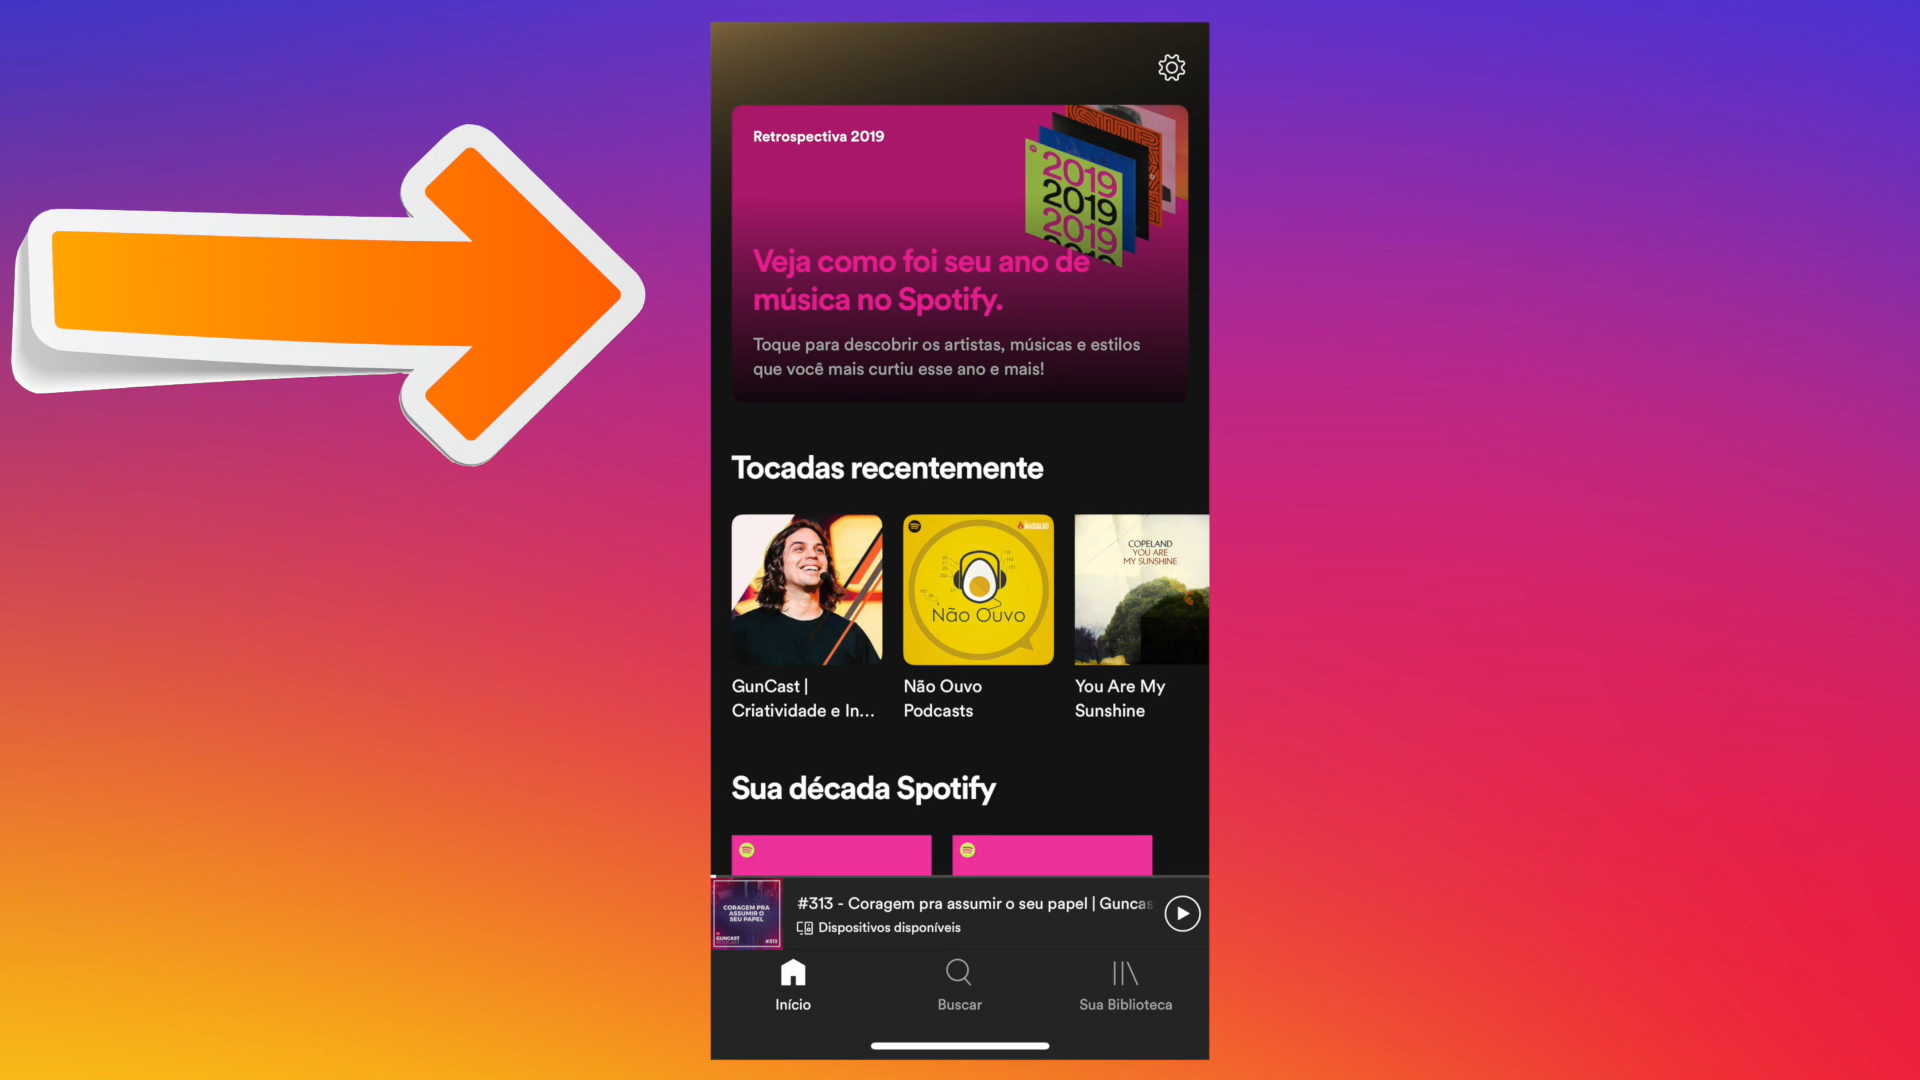 Retrospectiva 2019
2019
2019
2019
2019
Veja como foi seu ano de
música no Spotify.
Toque para descobrir os artistas, músicas e estilos
que você mais curtiu esse ano e mais!
Tocadas recentemente
Não Ouvo
COPELAND
YOU ARE
MY SUNSHINE
GunCast |
Criatividade e In...
Não Ouvo
Podcasts
You Are My
Sunshine
Sua década Spotify
CORAGEM PRA
ASSUMIR O
SEU PAPEL
GUNCAST
#313
#313 - Coragem pra assumir o seu papel | Guncas
Dispositivos disponíveis
Início
Buscar
Sua Biblioteca